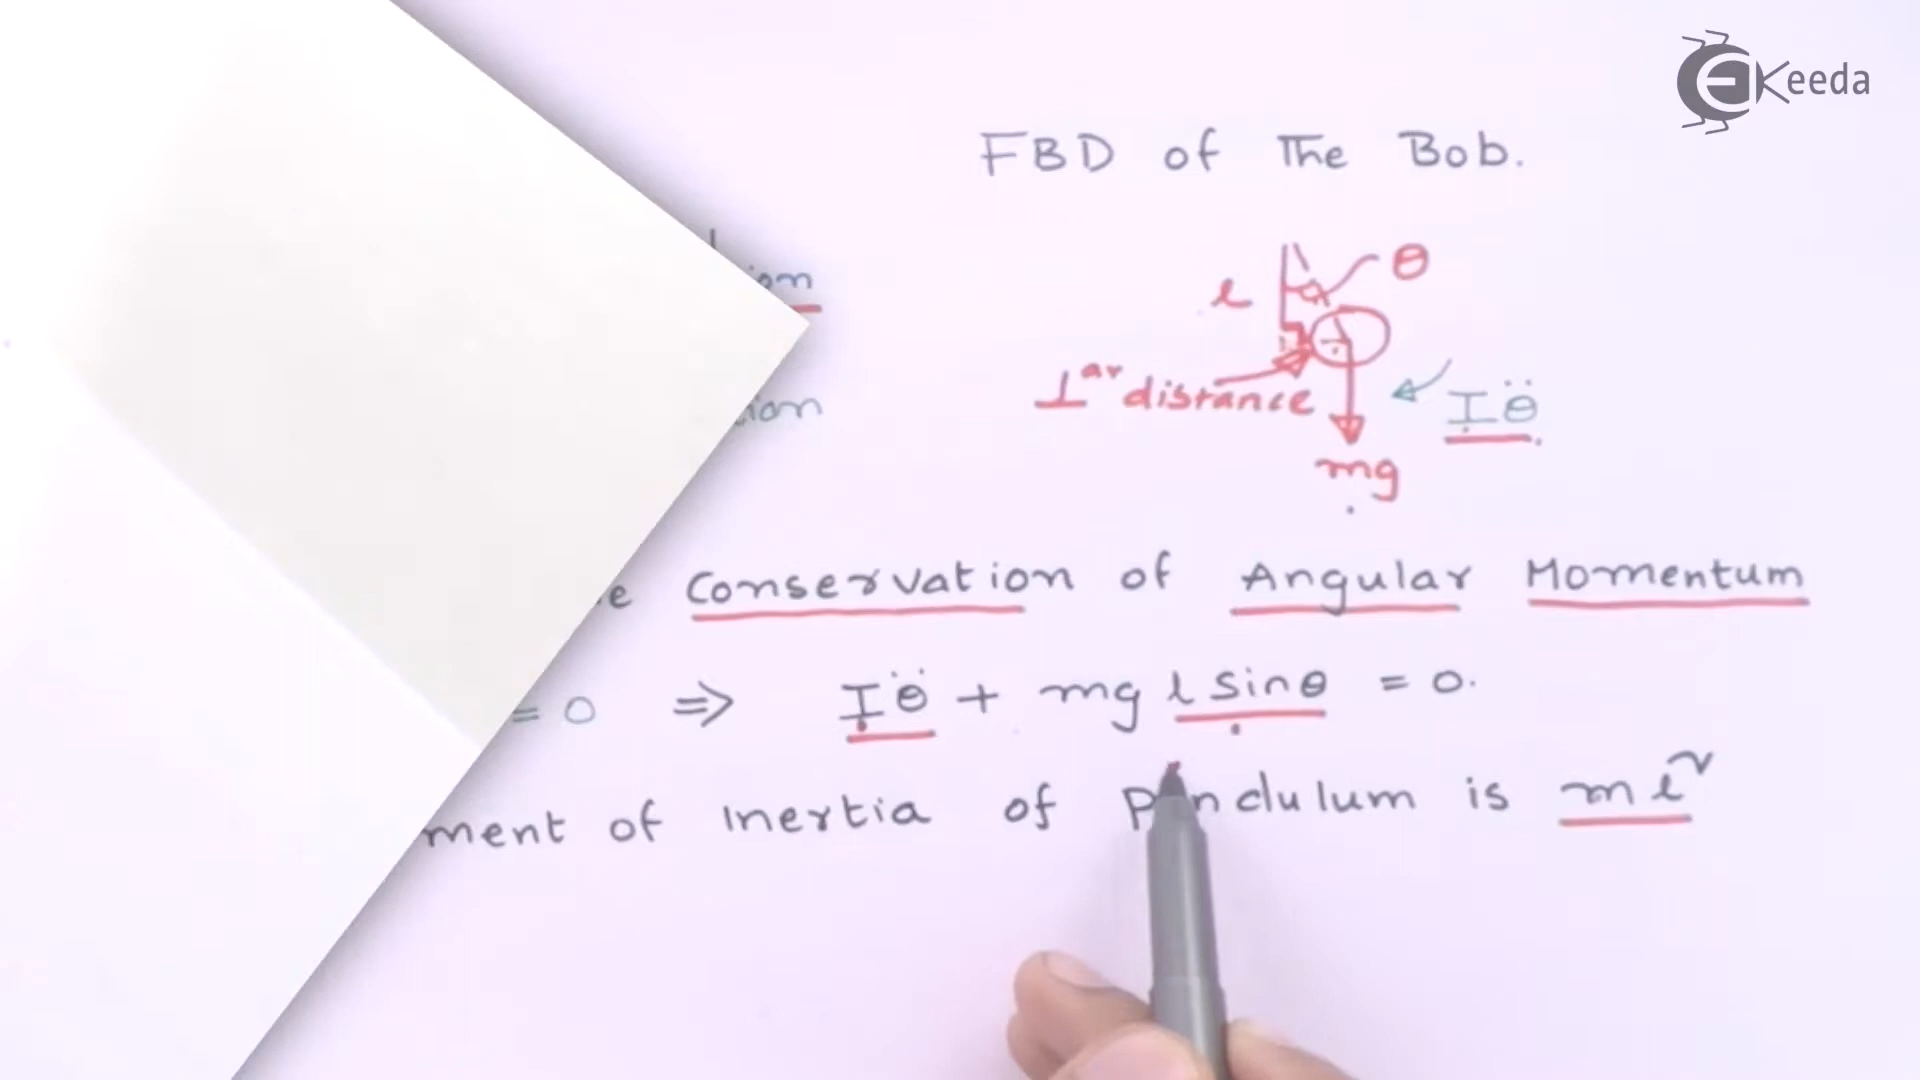 Keeda
FBD of The Bob.
θ
l
⊥ar distance
Iθ̈
mg
Conservation of Angular Momentum
= 0 ⇒ Iθ̈ + mg l sinθ = 0.
ment of Inertia of Pendulum is ml²